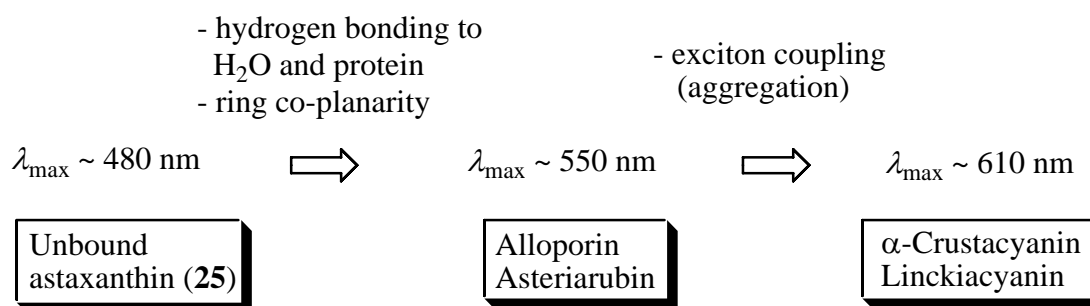 - hydrogen bonding to
H₂O and protein
- ring co-planarity
- exciton coupling
(aggregation)
λmax ~ 480 nm
λmax ~ 550 nm
λmax ~ 610 nm
Unbound
astaxanthin (25)
Alloporin
Asteriarubin
α-Crustacyanin
Linckiacyanin